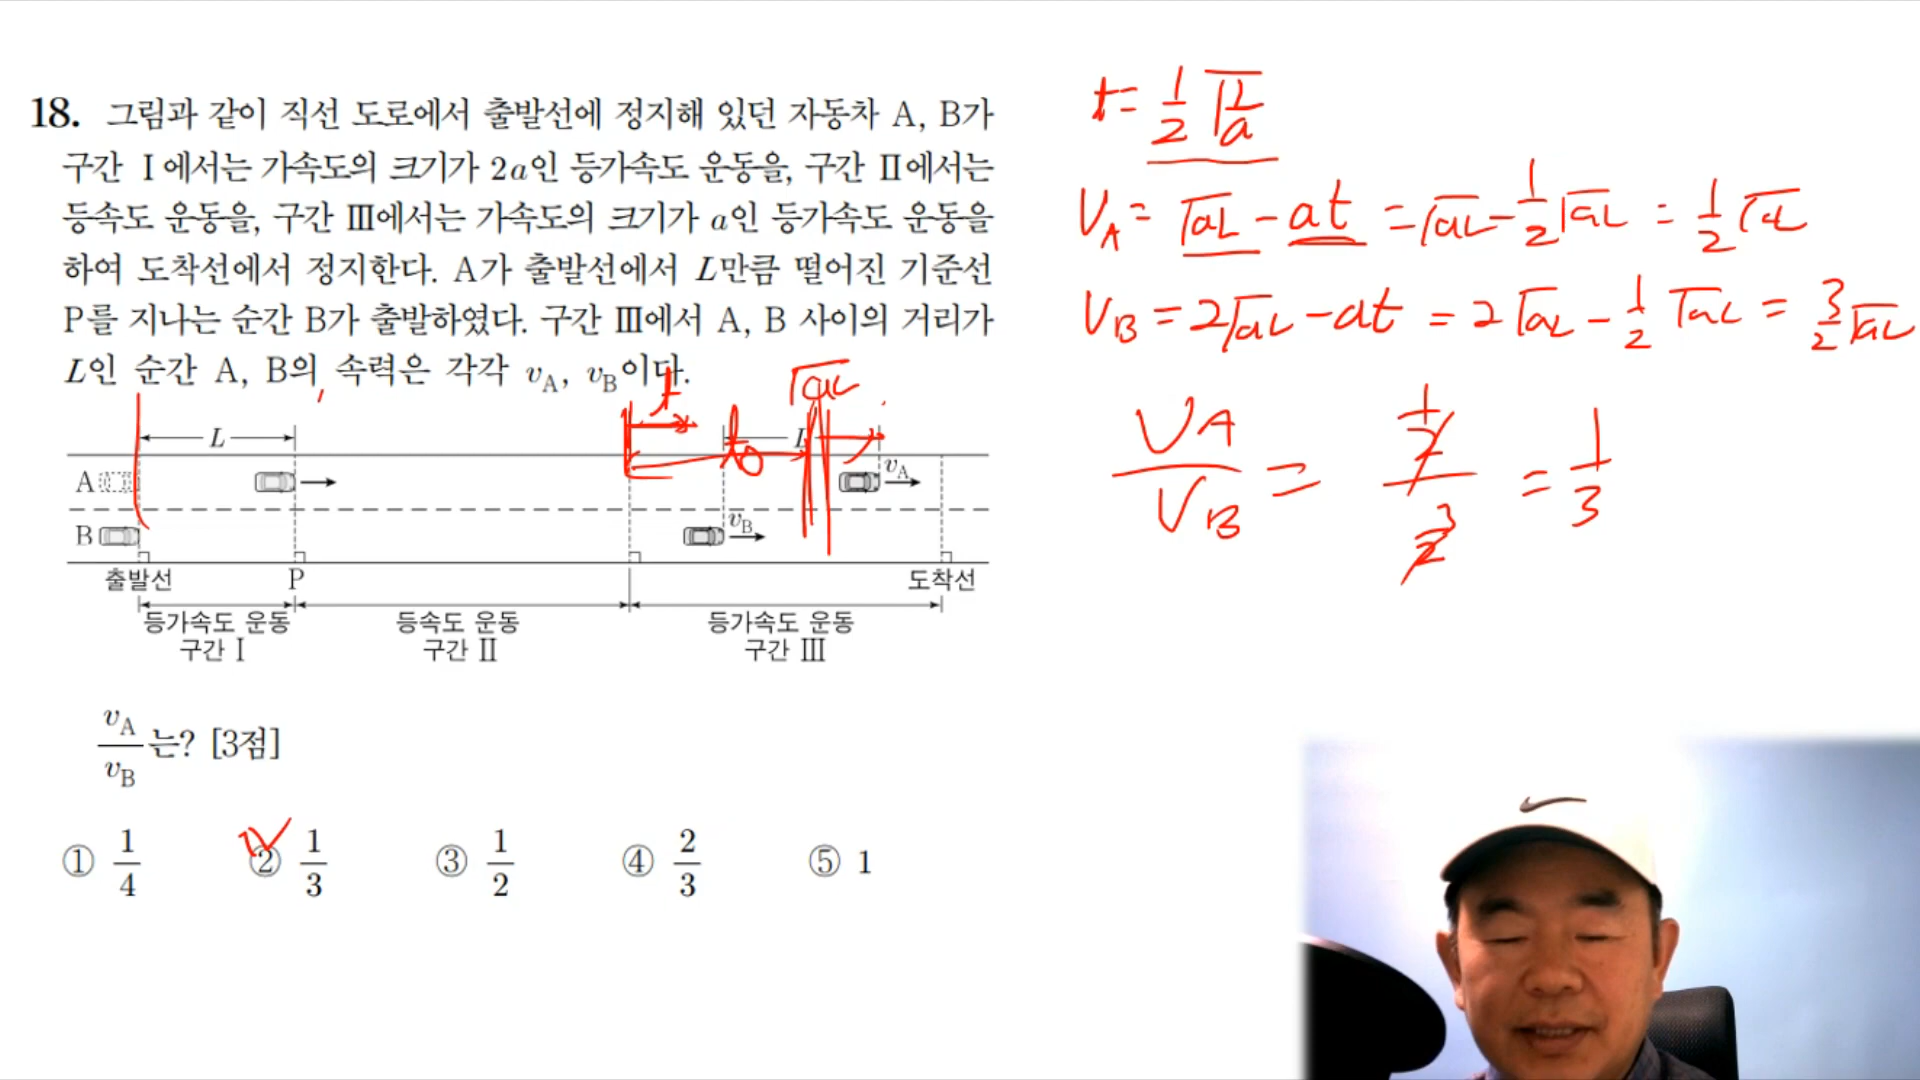 18. 그림과 같이 직선 도로에서 출발선에 정지해 있던 자동차 A, B가
구간 Ⅰ에서는 가속도의 크기가 2a인 등가속도 운동을, 구간 Ⅱ에서는
등속도 운동을, 구간 Ⅲ에서는 가속도의 크기가 a인 등가속도 운동을
하여 도착선에서 정지한다. A가 출발선에서 L만큼 떨어진 기준선
P를 지나는 순간 B가 출발하였다. 구간 Ⅲ에서 A, B 사이의 거리가
L인 순간 A, B의 속력은 각각 vA, vB이다.
t √aL
L t0 L
A vA
B vB
출발선 P 도착선
등가속도 운동 등속도 운동 등가속도 운동
구간 Ⅰ 구간 Ⅱ 구간 Ⅲ
vA/vB 는? [3점]
① 1/4 ② 1/3 ③ 1/2 ④ 2/3 ⑤ 1
t = 1/2 √L/a
VA = √aL - at = √aL - 1/2 √aL = 1/2 √aL
VB = 2√aL - at = 2√aL - 1/2 √aL = 3/2 √aL
VA/VB = 1/2 / 3/2 = 1/3